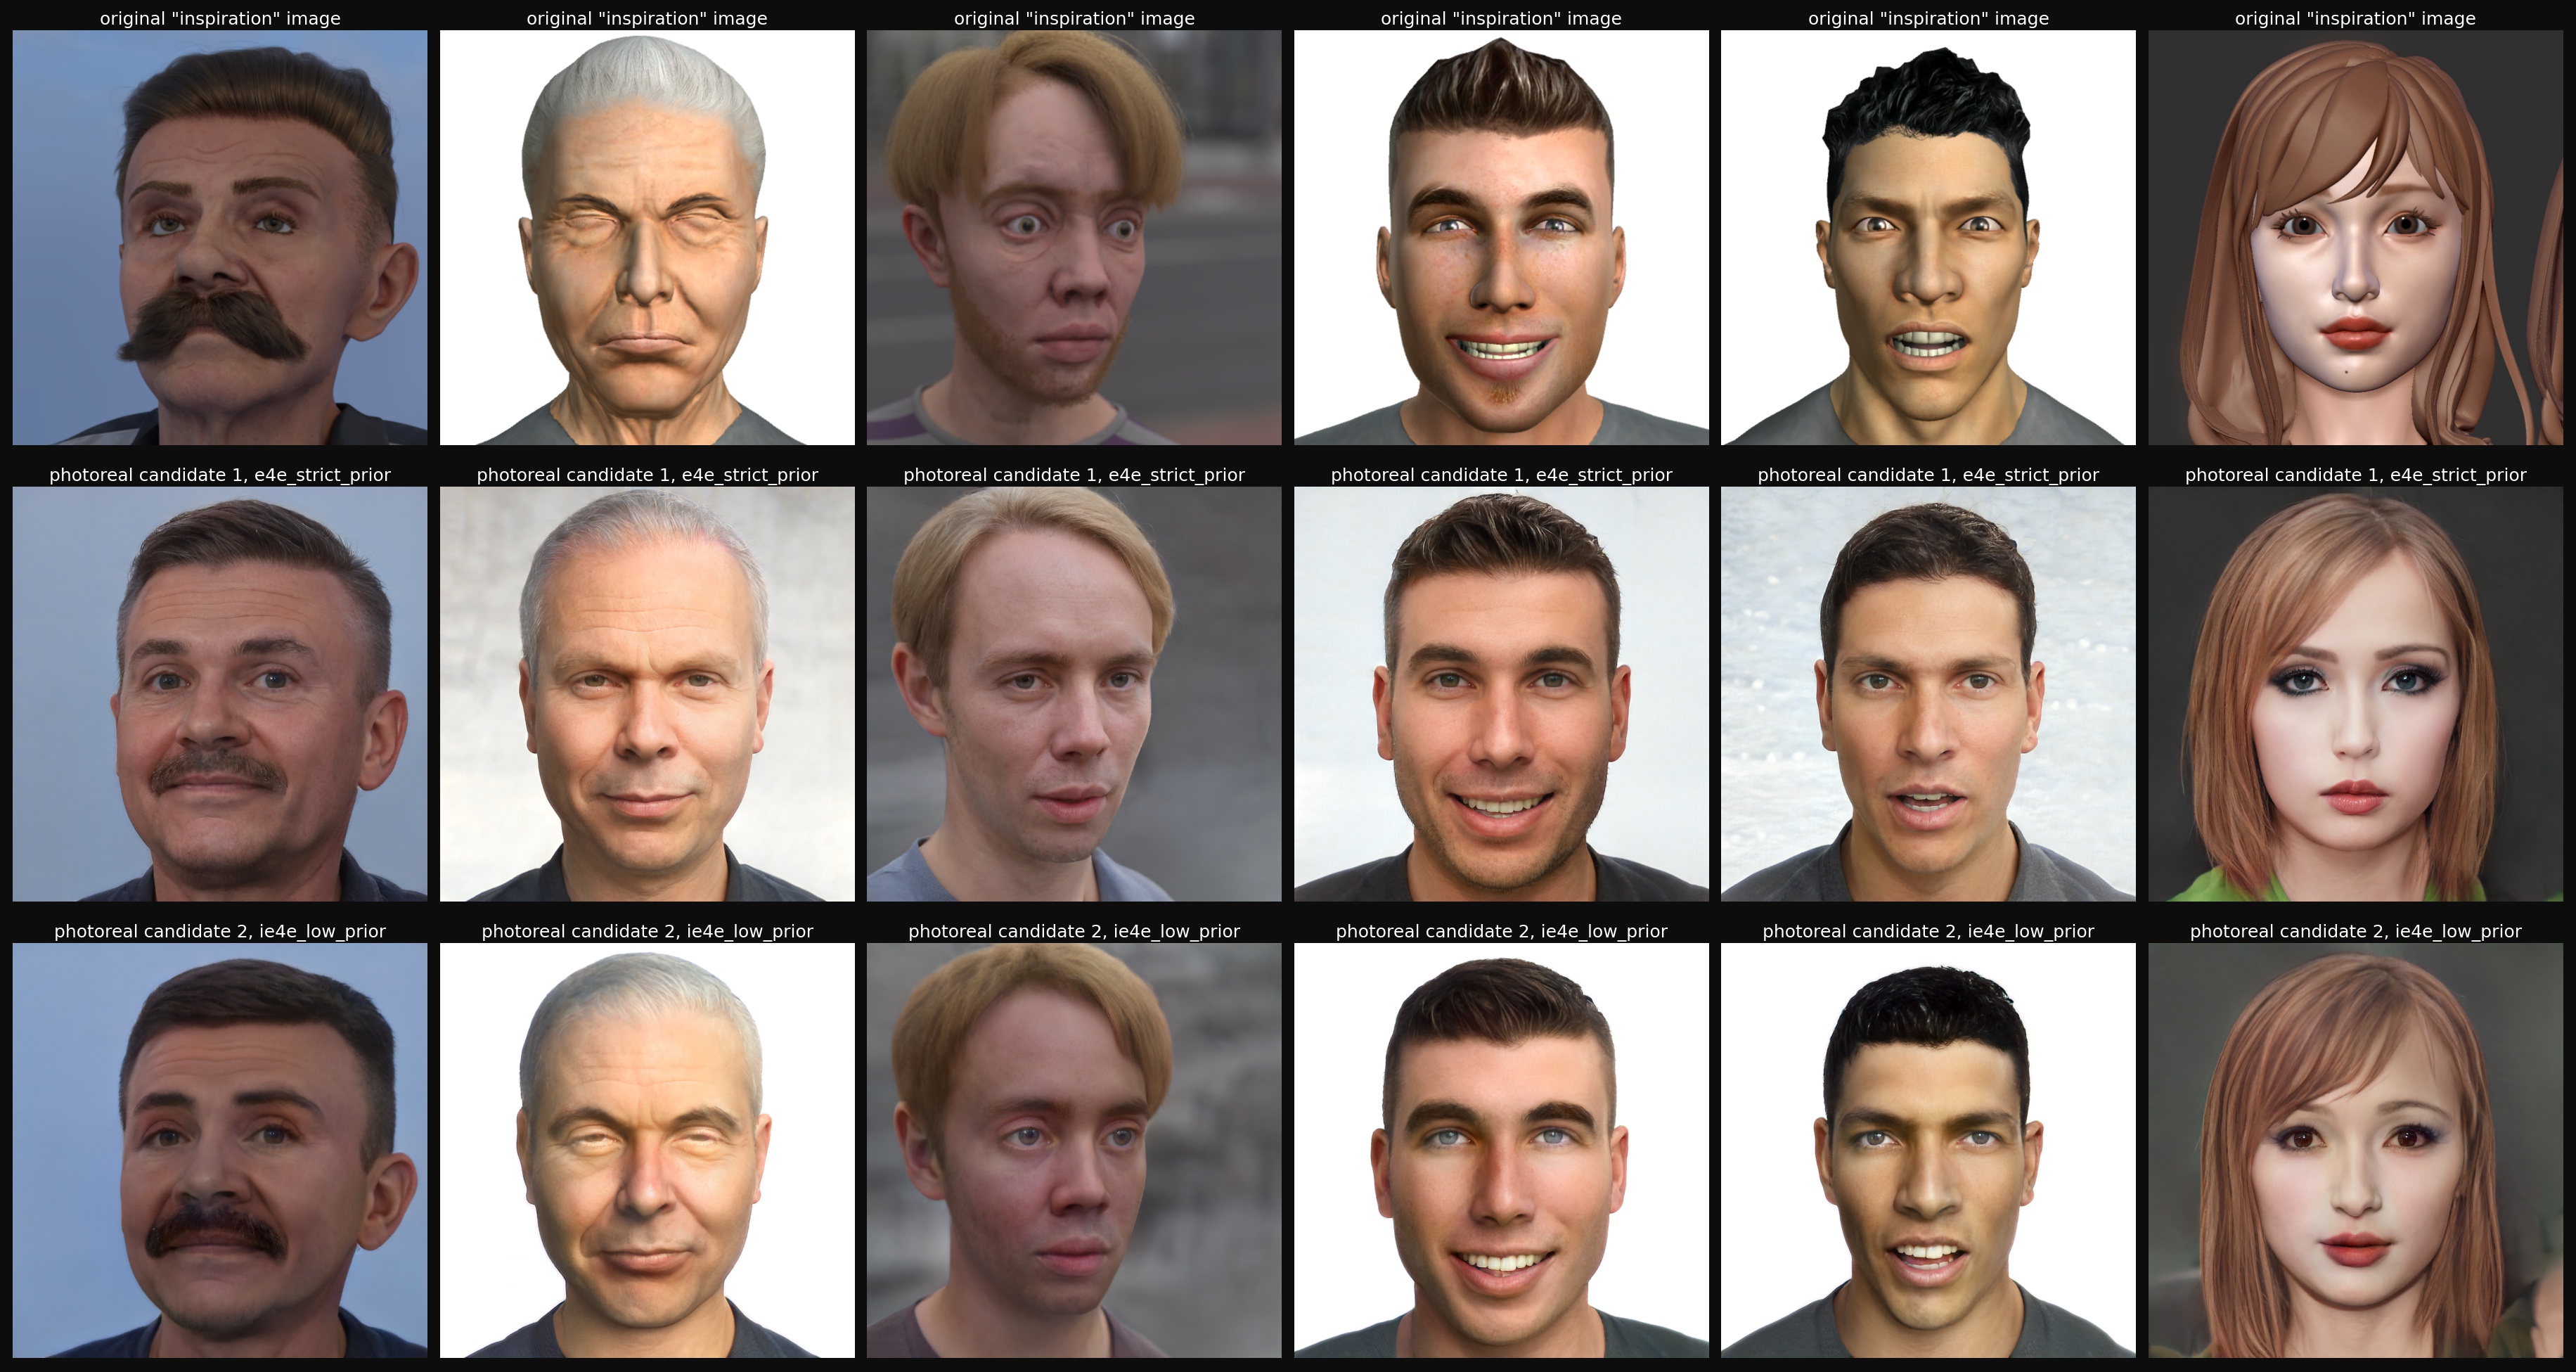 original "inspiration" image
original "inspiration" image
original "inspiration" image
original "inspiration" image
original "inspiration" image
original "inspiration" image
photoreal candidate 1, e4e_strict_prior
photoreal candidate 1, e4e_strict_prior
photoreal candidate 1, e4e_strict_prior
photoreal candidate 1, e4e_strict_prior
photoreal candidate 1, e4e_strict_prior
photoreal candidate 1, e4e_strict_prior
photoreal candidate 2, ie4e_low_prior
photoreal candidate 2, ie4e_low_prior
photoreal candidate 2, ie4e_low_prior
photoreal candidate 2, ie4e_low_prior
photoreal candidate 2, ie4e_low_prior
photoreal candidate 2, ie4e_low_prior